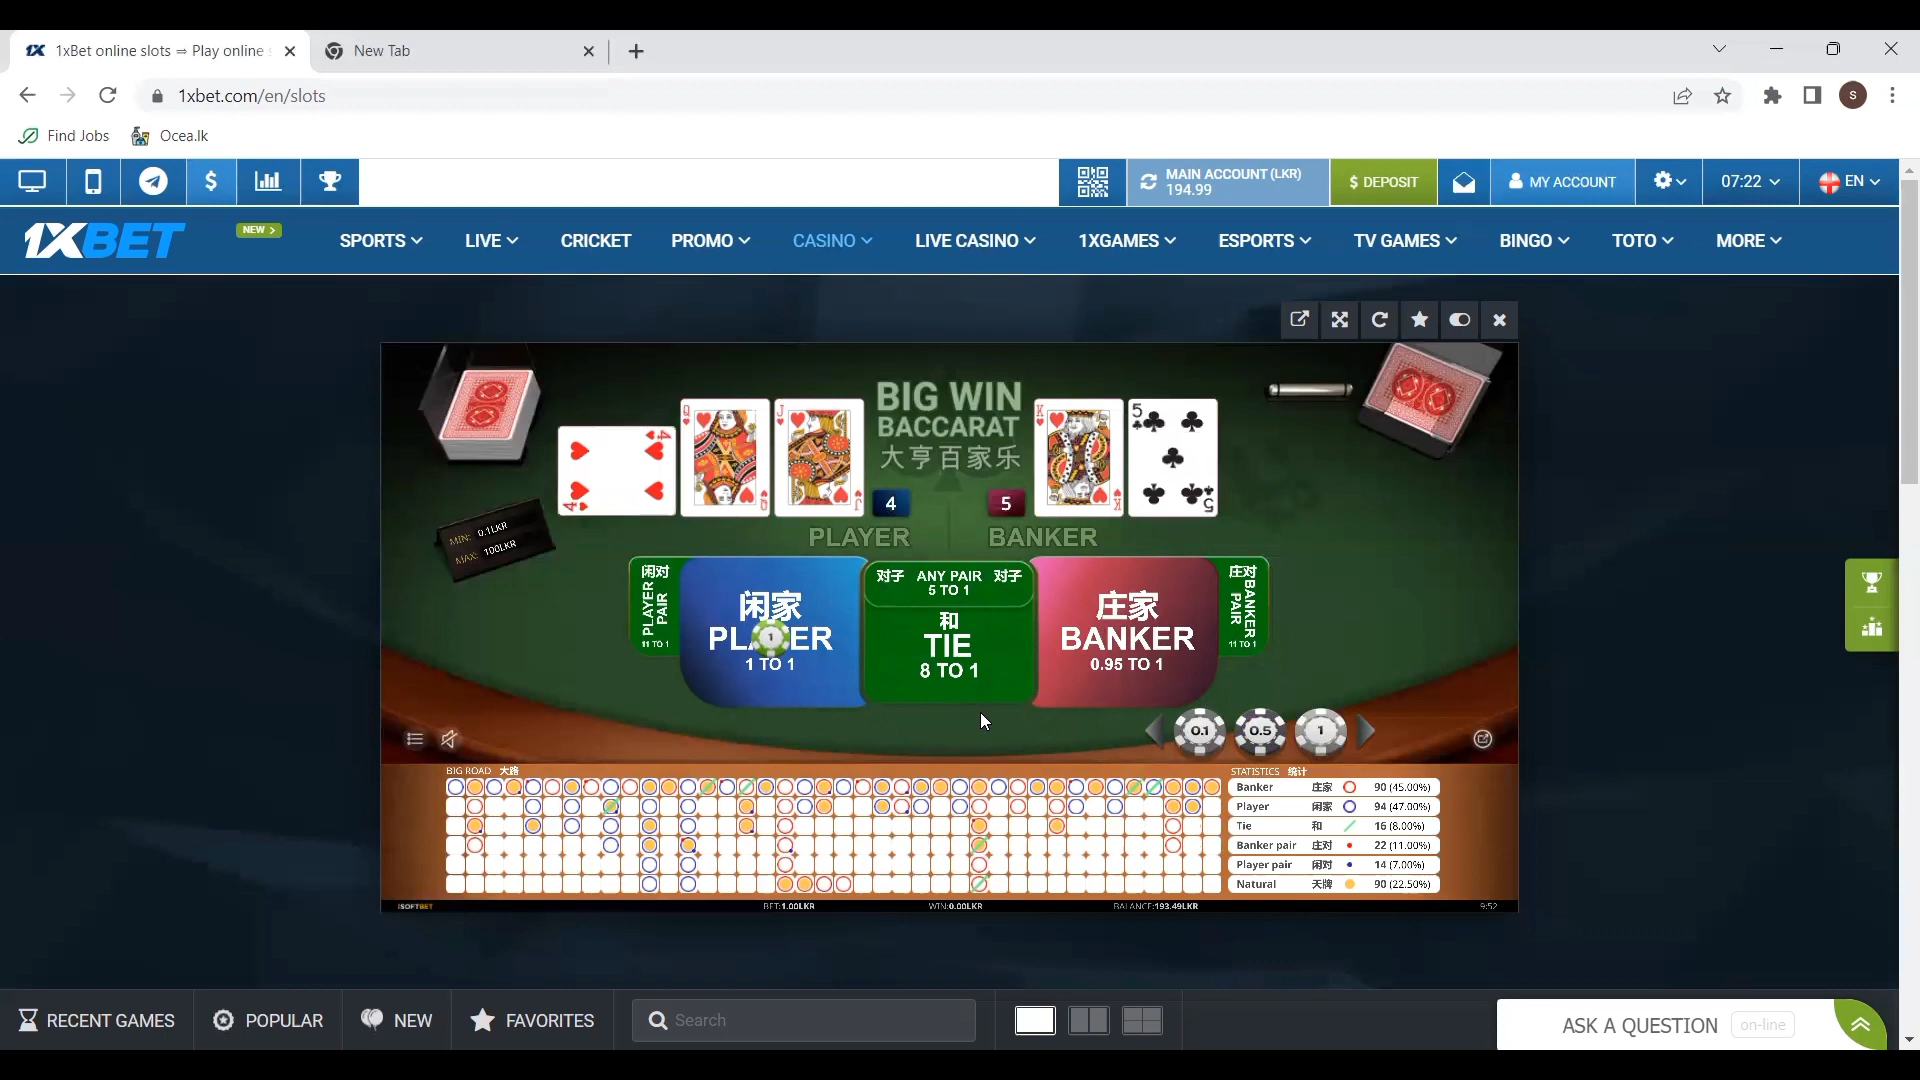 1xBet online slots ⇒ Play online s
New Tab
1xbet.com/en/slots
S
Find Jobs
Ocea.lk
MAIN ACCOUNT (LKR)
194.99
$ DEPOSIT
MY ACCOUNT
07:22
EN
1XBET
NEW >
SPORTS
LIVE
CRICKET
PROMO
CASINO
LIVE CASINO
1XGAMES
ESPORTS
TV GAMES
BINGO
TOTO
MORE
BIG WIN
BACCARAT
大亨百家乐
4
Q
J
K
5
4
5
PLAYER
BANKER
MIN: 0.1LKR
MAX: 100LKR
闲对
PLAYER
PAIR
11 TO 1
闲家
PLAYER
1
1 TO 1
对子 ANY PAIR 对子
5 TO 1
和
TIE
8 TO 1
庄家
BANKER
0.95 TO 1
庄对
BANKER
PAIR
11 TO 1
0.1
0.5
1
BIG ROAD 大路
STATISTICS 统计
Banker 庄家 90 (45.00%)
Player 闲家 94 (47.00%)
Tie 和 16 (8.00%)
Banker pair 庄对 22 (11.00%)
Player pair 闲对 14 (7.00%)
Natural 天牌 90 (22.50%)
ISOFTBET
BET:1.00LKR
WIN:0.00LKR
BALANCE:193.49LKR
9:52
RECENT GAMES
POPULAR
NEW
FAVORITES
Search
ASK A QUESTION
on-line